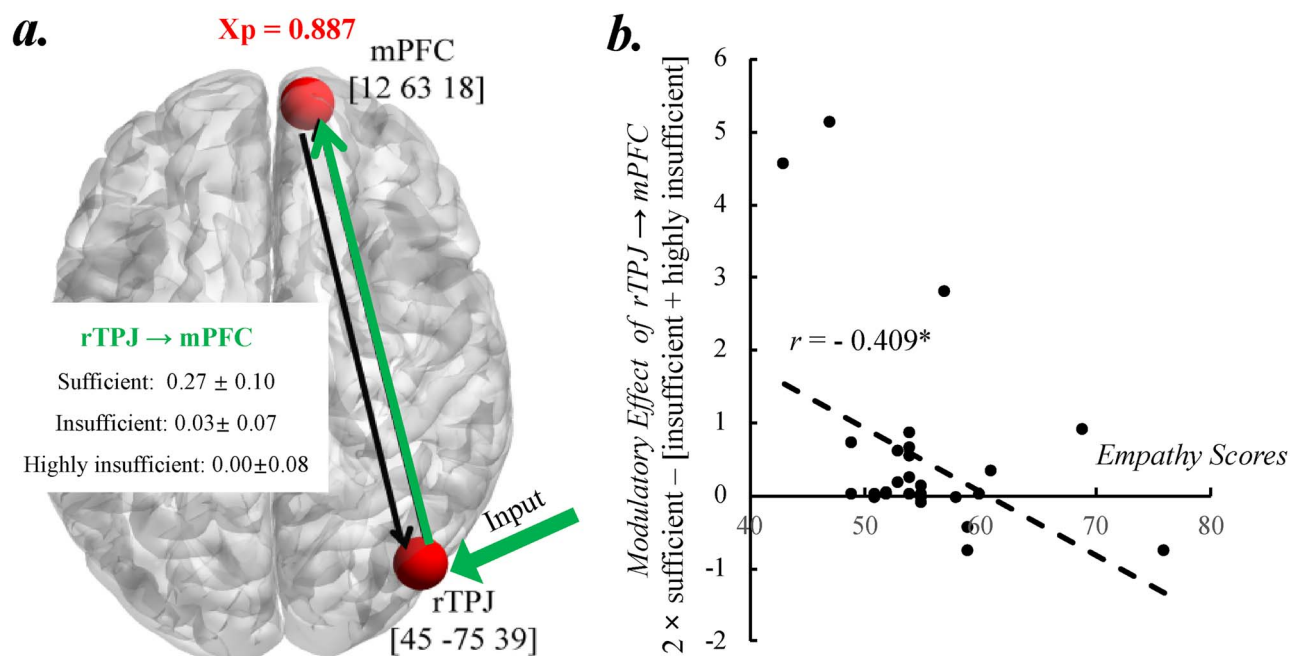 a.
Xp = 0.887
mPFC
[12 63 18]
rTPJ → mPFC
Sufficient: 0.27 ± 0.10
Insufficient: 0.03± 0.07
Highly insufficient: 0.00±0.08
Input
rTPJ
[45 -75 39]
b.
Modulatory Effect of rTPJ → mPFC
2 × sufficient – [insufficient + highly insufficient]
6
5
4
3
2
1
0
-1
-2
r = - 0.409*
Empathy Scores
40 50 60 70 80